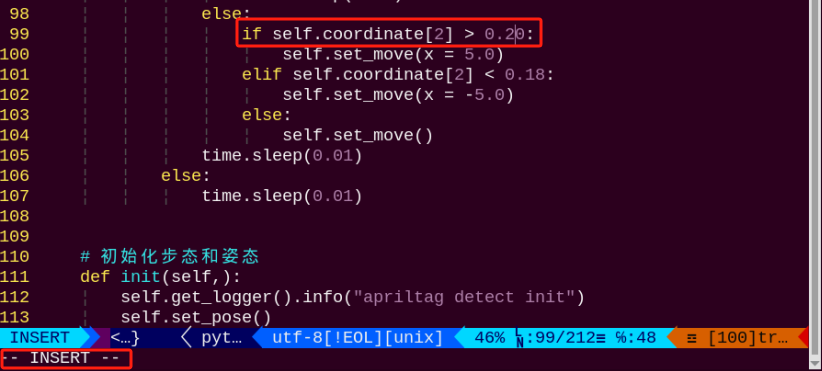 98 else:
99 if self.coordinate[2] > 0.20:
100 self.set_move(x = 5.0)
101 elif self.coordinate[2] < 0.18:
102 self.set_move(x = -5.0)
103 else:
104 self.set_move()
105 time.sleep(0.01)
106 else:
107 time.sleep(0.01)
108
109
110 # 初始化步态和姿态
111 def init(self,):
112 self.get_logger().info("apriltag detect init")
113 self.set_pose()
INSERT <…} pyt… utf-8[!EOL][unix] 46% LN:99/212≡ %:48 ☲ [100]tr…
-- INSERT --